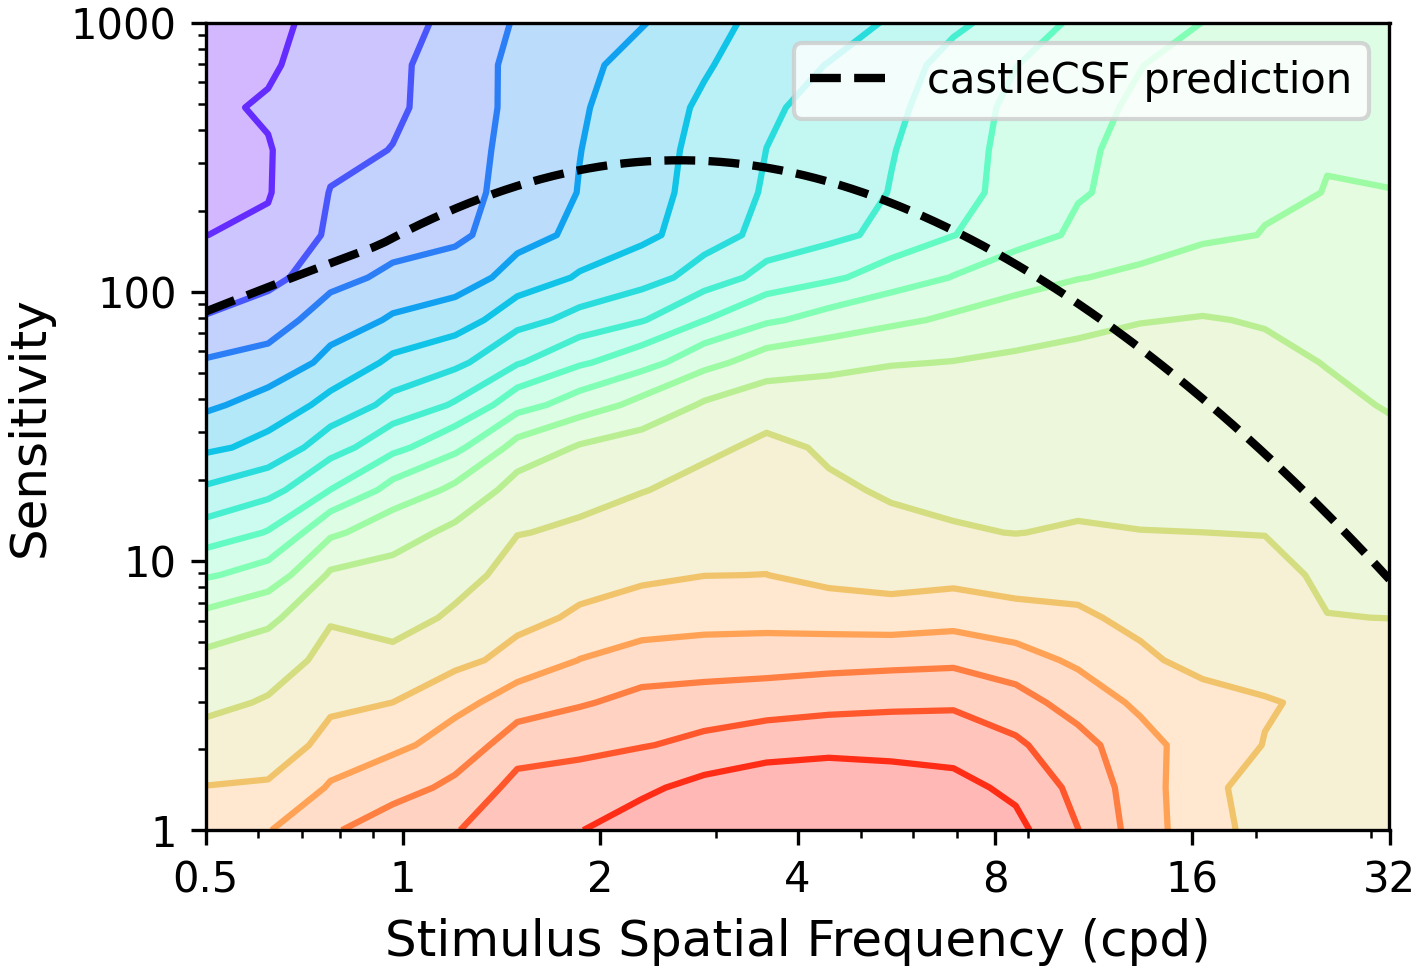 1000
castleCSF prediction
100
Sensitivity
10
1
0.5 1 2 4 8 16 32
Stimulus Spatial Frequency (cpd)